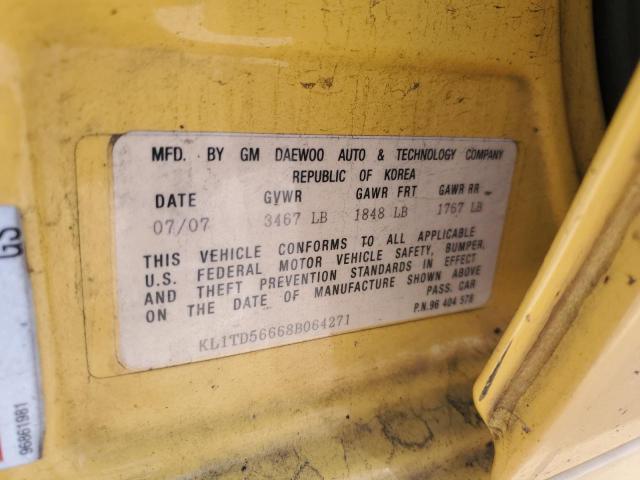 MFD. BY GM DAEWOO AUTO & TECHNOLOGY COMPANY
REPUBLIC OF KOREA
DATE GVWR GAWR FRT GAWR RR
07/07 3467 LB 1848 LB 1767 LB
THIS VEHICLE CONFORMS TO ALL APPLICABLE
U.S. FEDERAL MOTOR VEHICLE SAFETY, BUMPER,
AND THEFT PREVENTION STANDARDS IN EFFECT
ON THE DATE OF MANUFACTURE SHOWN ABOVE
PASS. CAR
P.N.96 404 578
KL1TD56668B064271
GS
96861981